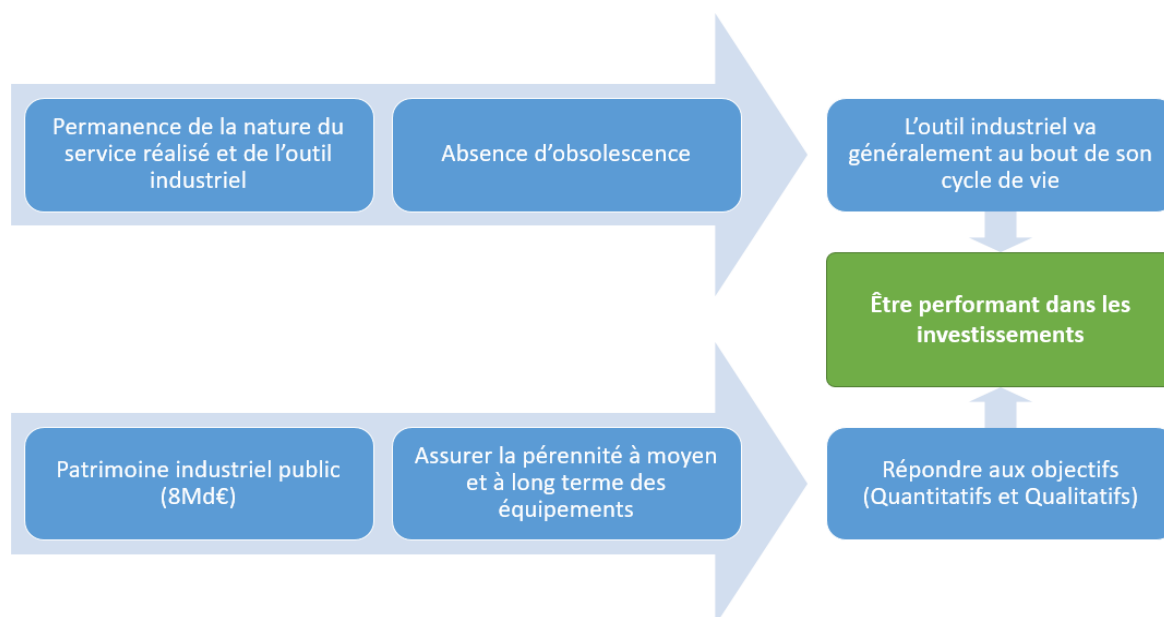 Permanence de la nature du
service réalisé et de l'outil
industriel
Absence d'obsolescence
L'outil industriel va
généralement au bout de son
cycle de vie
Être performant dans les
investissements
Patrimoine industriel public
(8Md€)
Assurer la pérennité à moyen
et à long terme des
équipements
Répondre aux objectifs
(Quantitatifs et Qualitatifs)